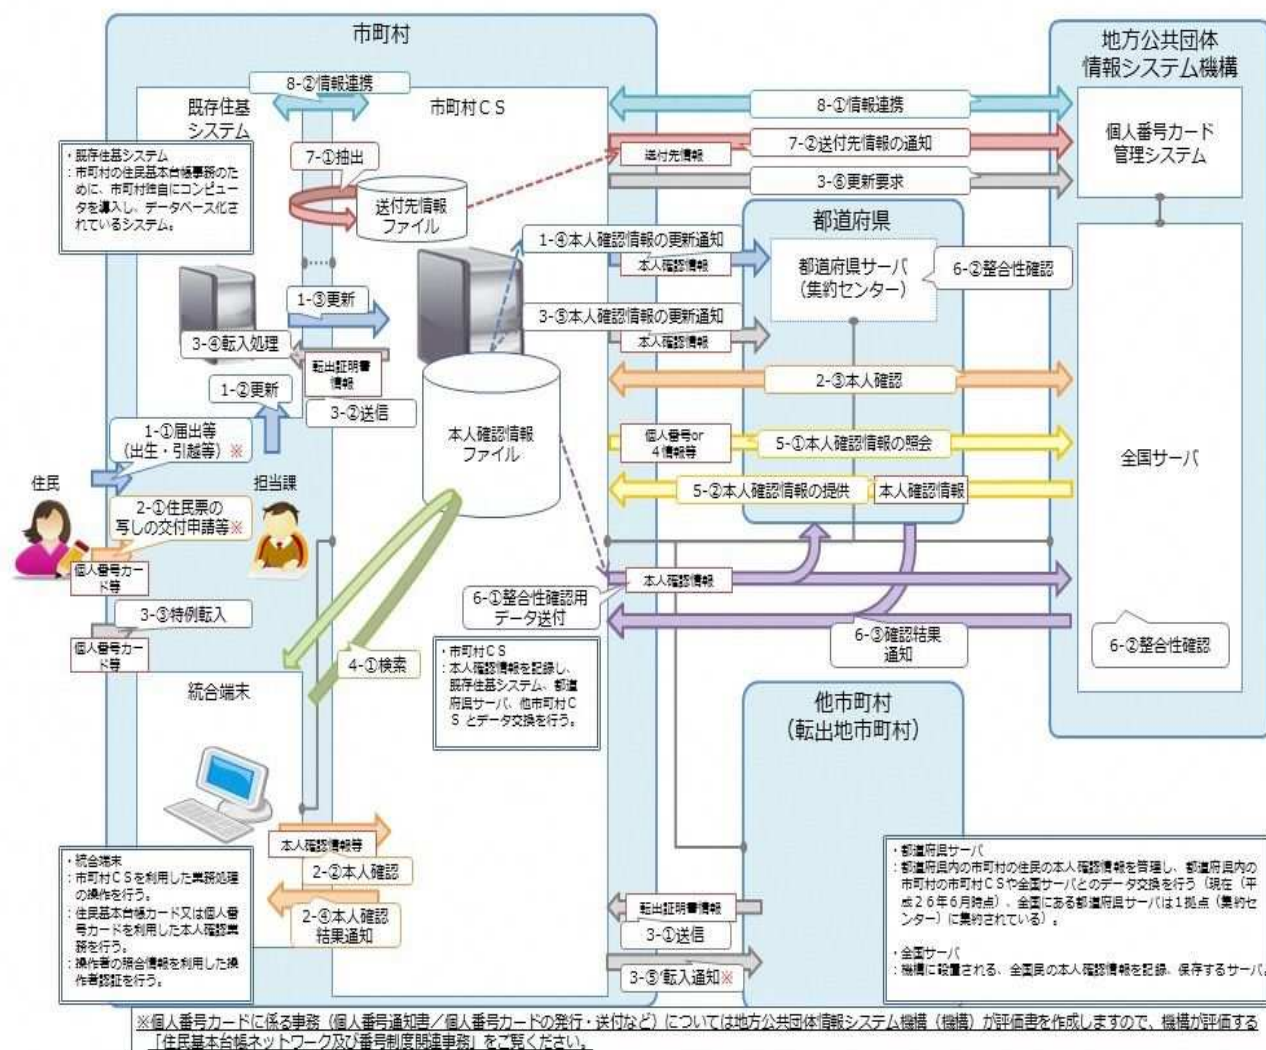 市町村
地方公共団体
情報システム機構
8-②情報連携
既存住基
システム
市町村ＣＳ
8-①情報連携
個人番号カード
管理システム
・既存住基システム
：市町村の住民基本台帳事務のた
めに、市町村独自にコンピュー
タを導入し、データベース化さ
れているシステム。
7-①抽出
送付先情報
7-②送付先情報の通知
3-⑥更新要求
送付先情報
ファイル
都道府県
1-④本人確認情報の更新通知
本人確認情報
都道府県サーバ
（集約センター）
6-②整合性確認
1-③更新
3-⑤本人確認情報の更新通知
本人確認情報
3-④転入処理
転出証明書
情報
3-②送信
1-②更新
2-③本人確認
1-①届出等
（出生・引越等）※
本人確認情報
ファイル
個人番号or
４情報等
5-①本人確認情報の照会
全国サーバ
住民
担当課
5-②本人確認情報の提供
本人確認情報
2-①住民票の
写しの交付申請等※
個人番号カー
ド等
本人確認情報
6-①整合性確認用
データ送付
3-③特例転入
個人番号カー
ド等
6-③確認結果
通知
6-②整合性確認
4-①検索
・市町村ＣＳ
：本人確認情報を記録し、
既存住基システム、都道
府県サーバ、他市町村Ｃ
Ｓ とデータ交換を行う。
統合端末
他市町村
（転出地市町村）
本人確認情報等
2-②本人確認
2-④本人確認
結果通知
・統合端末
：市町村ＣＳを利用した業務処理
の操作を行う。
：住民基本台帳カード又は個人番
号カードを利用した本人確認業
務を行う。
：操作者の照合情報を利用した操
作者認証を行う。
転出証明書情報
3-①送信
3-⑤'転入通知※
・都道府県サーバ
：都道府県内の市町村の住民の本人確認情報を管理し、都道府県内の
市町村の市町村ＣＳや全国サーバとのデータ交換を行う（現在（平
成２６年６月時点）、全国にある都道府県サーバは１拠点（集約セ
ンター）に集約されている）。
・全国サーバ
：機構に設置される、全国民の本人確認情報を記録、保存するサーバ。
※個人番号カードに係る事務（個人番号通知書／個人番号カードの発行・送付など）については地方公共団体情報システム機構（機構）が評価書を作成しますので、機構が評価する
「住民基本台帳ネットワーク及び番号制度関連事務」をご覧ください。